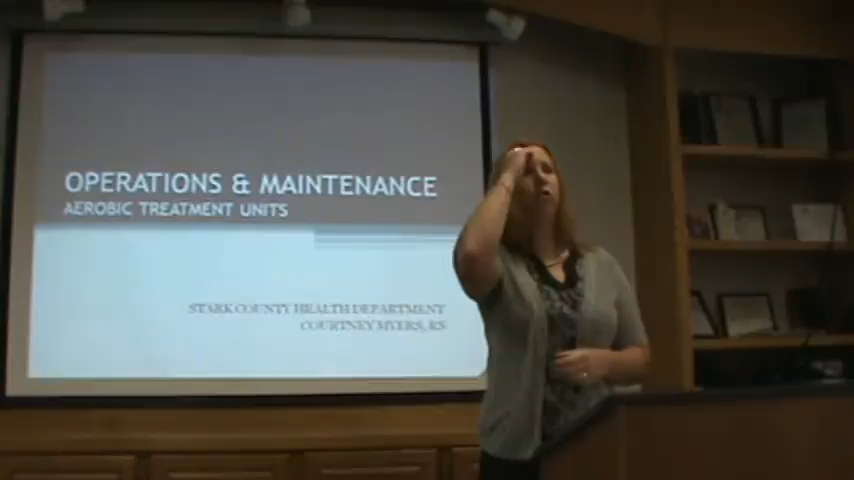 OPERATIONS & MAINTENANCE
AEROBIC TREATMENT UNITS
STARK COUNTY HEALTH DEPARTMENT
COURTNEY MYERS, RS